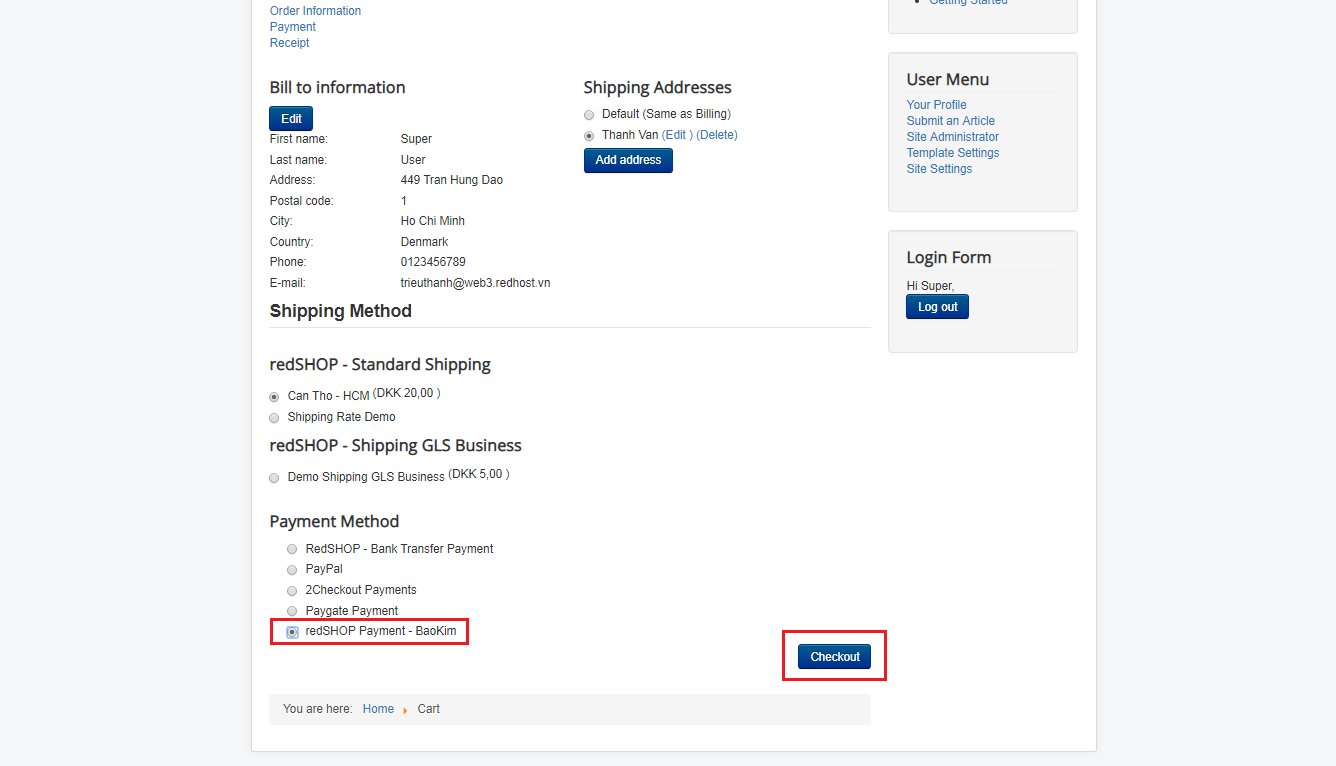 Order Information
Payment
Receipt
Bill to information
Edit
First name: Super
Last name: User
Address: 449 Tran Hung Dao
Postal code: 1
City: Ho Chi Minh
Country: Denmark
Phone: 0123456789
E-mail: trieuthanh@web3.redhost.vn
Shipping Addresses
Default (Same as Billing)
Thanh Van (Edit ) (Delete)
Add address
Shipping Method
redSHOP - Standard Shipping
Can Tho - HCM (DKK 20,00 )
Shipping Rate Demo
redSHOP - Shipping GLS Business
Demo Shipping GLS Business (DKK 5,00 )
Payment Method
RedSHOP - Bank Transfer Payment
PayPal
2Checkout Payments
Paygate Payment
redSHOP Payment - BaoKim
Checkout
You are here: Home Cart
Getting Started
User Menu
Your Profile
Submit an Article
Site Administrator
Template Settings
Site Settings
Login Form
Hi Super,
Log out